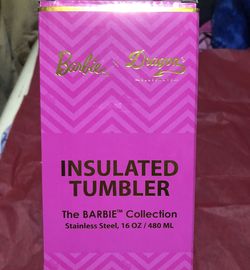 Barbie x Dragon
INSULATED
TUMBLER
The BARBIE™ Collection
Stainless Steel, 16 OZ / 480 ML